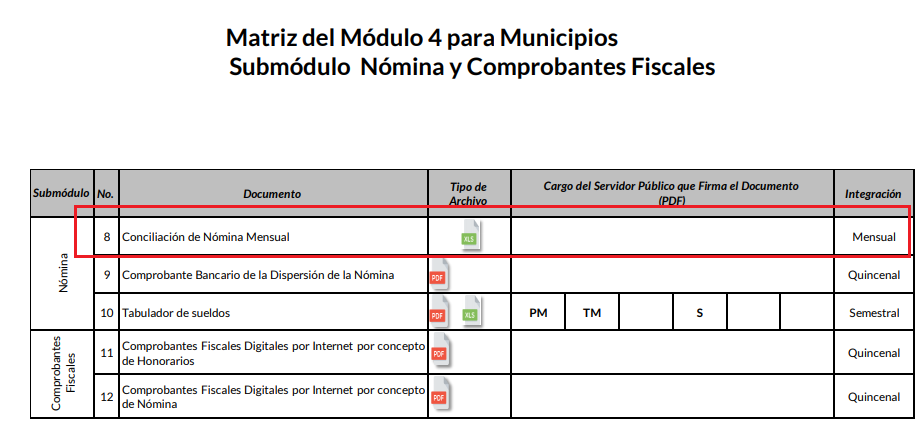 Matriz del Módulo 4 para Municipios
Submódulo Nómina y Comprobantes Fiscales
Submódulo No. Documento Tipo de Archivo Cargo del Servidor Público que Firma el Documento (PDF) Integración
Nómina
8 Conciliación de Nómina Mensual XLS Mensual
9 Comprobante Bancario de la Dispersión de la Nómina PDF Quincenal
10 Tabulador de sueldos PDF XLS PM TM S Semestral
Comprobantes Fiscales
11 Comprobantes Fiscales Digitales por Internet por concepto
de Honorarios PDF Quincenal
12 Comprobantes Fiscales Digitales por Internet por concepto
de Nómina PDF Quincenal